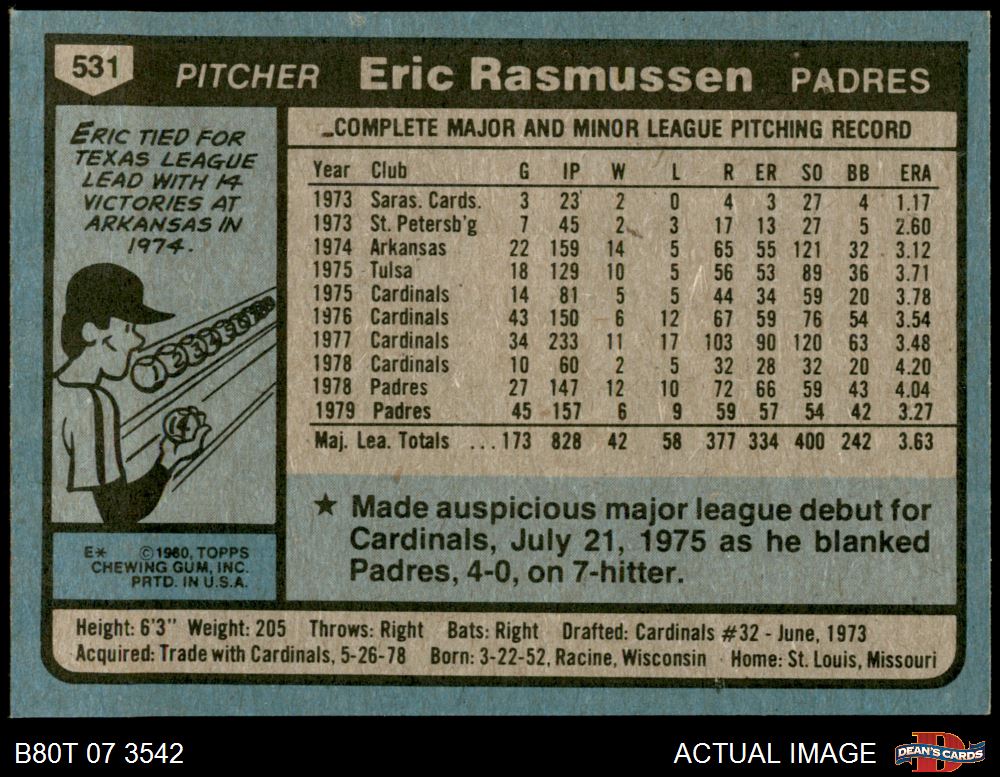 531 PITCHER Eric Rasmussen PADRES
ERIC TIED FOR
TEXAS LEAGUE
LEAD WITH 14
VICTORIES AT
ARKANSAS IN
1974.
14
E* ©1980, TOPPS
CHEWING GUM, INC.
PRTD. IN U.S.A.
COMPLETE MAJOR AND MINOR LEAGUE PITCHING RECORD
Year Club G IP W L R ER SO BB ERA
1973 Saras. Cards. 3 23 2 0 4 3 27 4 1.17
1973 St. Petersb'g 7 45 2 3 17 13 27 5 2.60
1974 Arkansas 22 159 14 5 65 55 121 32 3.12
1975 Tulsa 18 129 10 5 56 53 89 36 3.71
1975 Cardinals 14 81 5 5 44 34 59 20 3.78
1976 Cardinals 43 150 6 12 67 59 76 54 3.54
1977 Cardinals 34 233 11 17 103 90 120 63 3.48
1978 Cardinals 10 60 2 5 32 28 32 20 4.20
1978 Padres 27 147 12 10 72 66 59 43 4.04
1979 Padres 45 157 6 9 59 57 54 42 3.27
Maj. Lea. Totals ...173 828 42 58 377 334 400 242 3.63
★ Made auspicious major league debut for
Cardinals, July 21, 1975 as he blanked
Padres, 4-0, on 7-hitter.
Height: 6'3" Weight: 205 Throws: Right Bats: Right Drafted: Cardinals #32 - June, 1973
Acquired: Trade with Cardinals, 5-26-78 Born: 3-22-52, Racine, Wisconsin Home: St. Louis, Missouri
B80T 07 3542 ACTUAL IMAGE DEAN'S CARDS